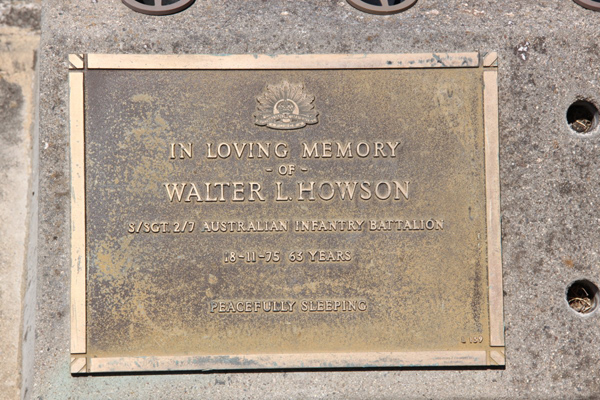 IN LOVING MEMORY
- OF -
WALTER L. HOWSON
S/SGT. 2/7 AUSTRALIAN INFANTRY BATTALION
18-11-75 63 YEARS
PEACEFULLY SLEEPING